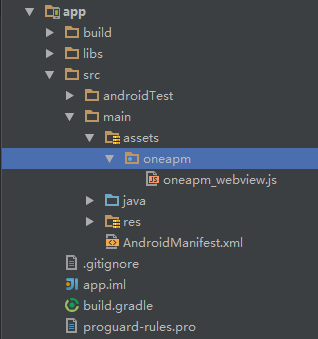 app
build
libs
src
androidTest
main
assets
oneapm
oneapm_webview.js
java
res
AndroidManifest.xml
.gitignore
app.iml
build.gradle
proguard-rules.pro